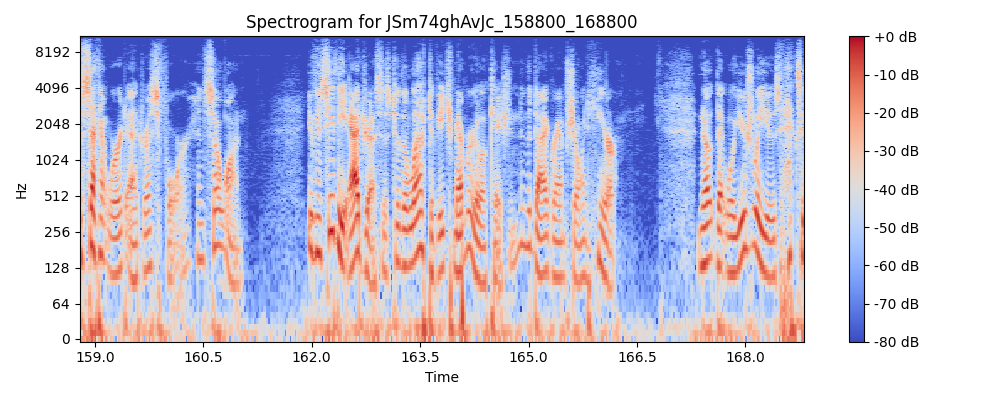 Spectrogram for JSm74ghAvJc_158800_168800
8192
4096
2048
1024
512
256
128
64
0
Hz
159.0 160.5 162.0 163.5 165.0 166.5 168.0
Time
+0 dB
-10 dB
-20 dB
-30 dB
-40 dB
-50 dB
-60 dB
-70 dB
-80 dB